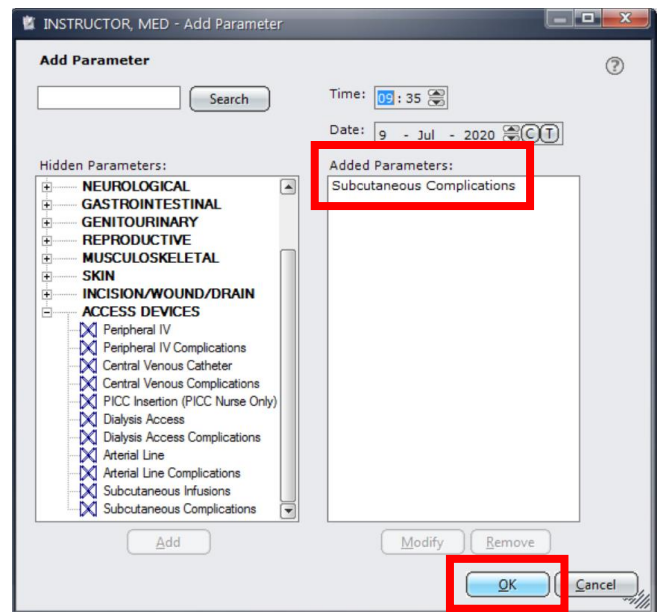 INSTRUCTOR, MED - Add Parameter
Add Parameter
Search
Time: 09 : 35
Date: 9 - Jul - 2020 C T
Hidden Parameters:
NEUROLOGICAL
GASTROINTESTINAL
GENITOURINARY
REPRODUCTIVE
MUSCULOSKELETAL
SKIN
INCISION/WOUND/DRAIN
ACCESS DEVICES
Peripheral IV
Peripheral IV Complications
Central Venous Catheter
Central Venous Complications
PICC Insertion (PICC Nurse Only)
Dialysis Access
Dialysis Access Complications
Arterial Line
Arterial Line Complications
Subcutaneous Infusions
Subcutaneous Complications
Add
Added Parameters:
Subcutaneous Complications
Modify Remove
OK Cancel